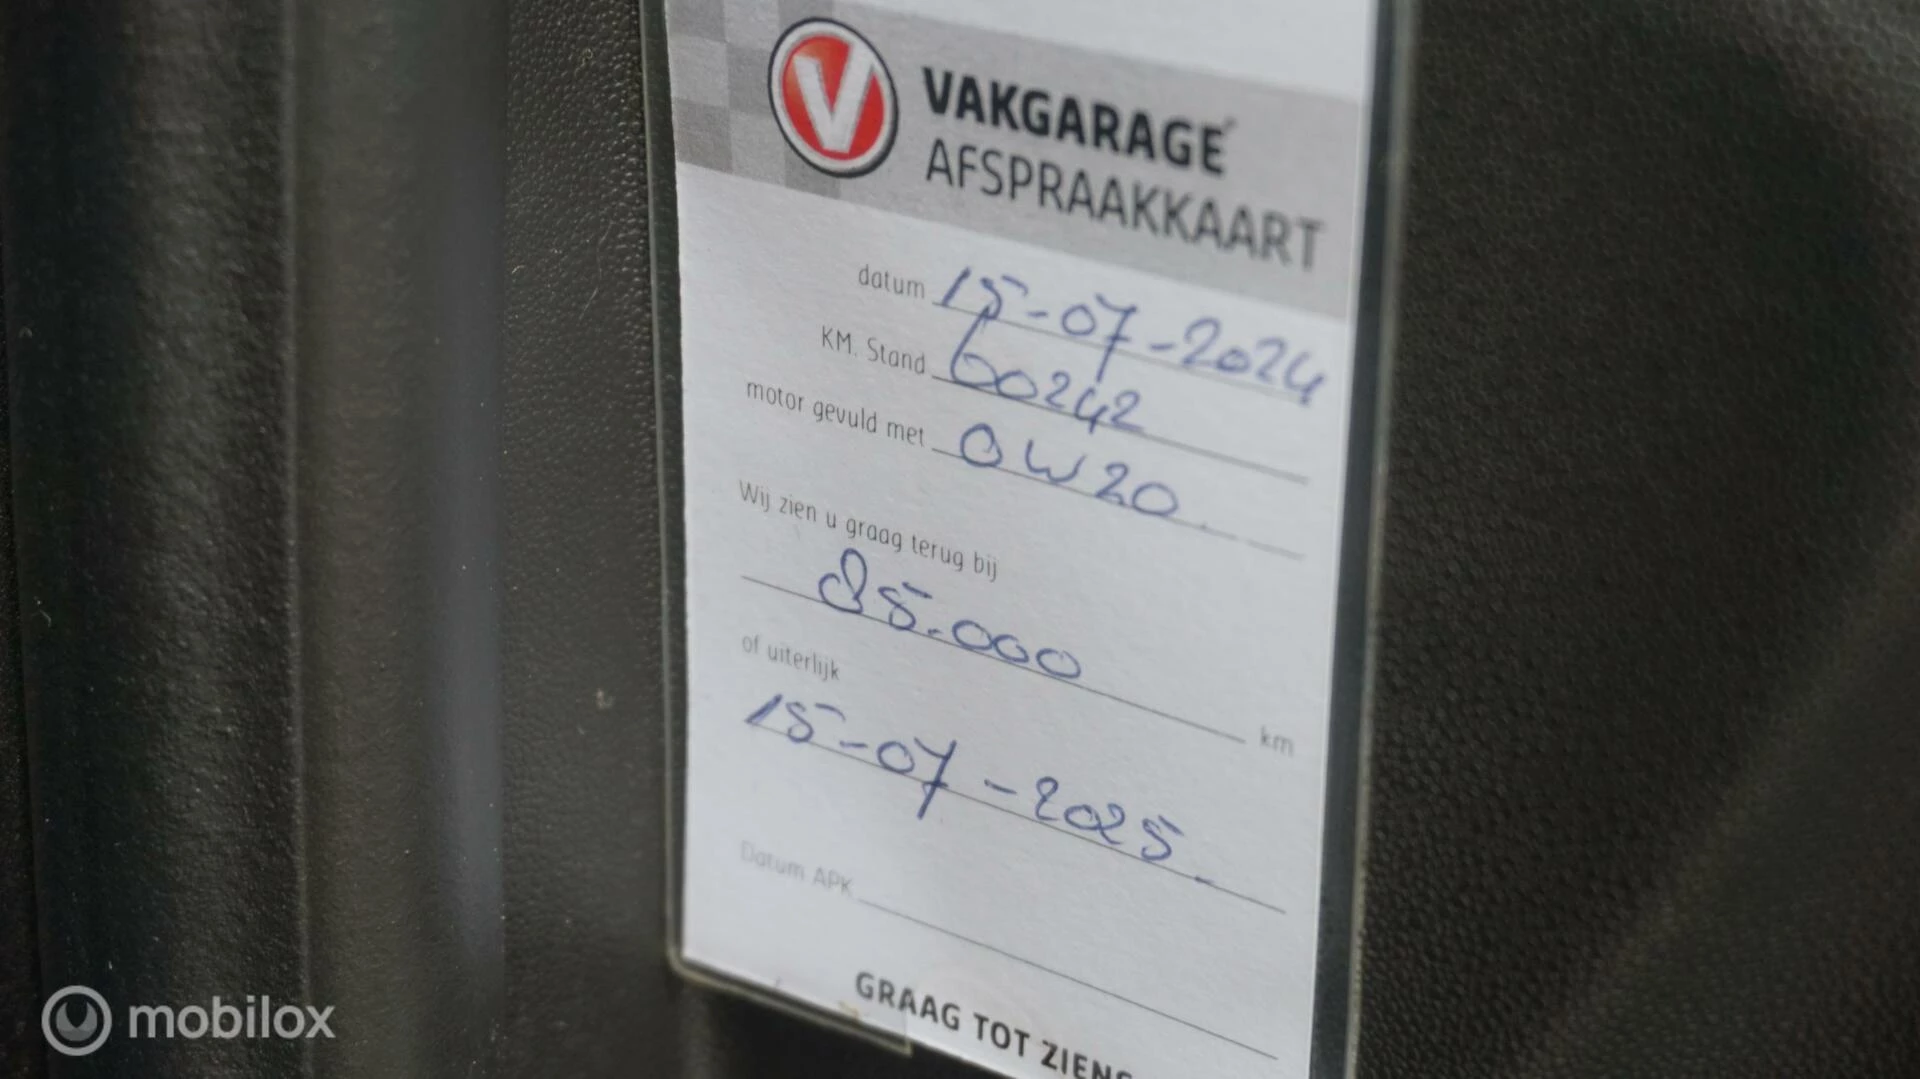 V
VAKGARAGE
AFSPRAAKKAART
datum 15-07-2024
KM. Stand 60242
motor gevuld met 0W20
Wij zien u graag terug bij
85.000 km
of uiterlijk
15-07-2025
Datum APK
GRAAG TOT ZIENS
mobilox